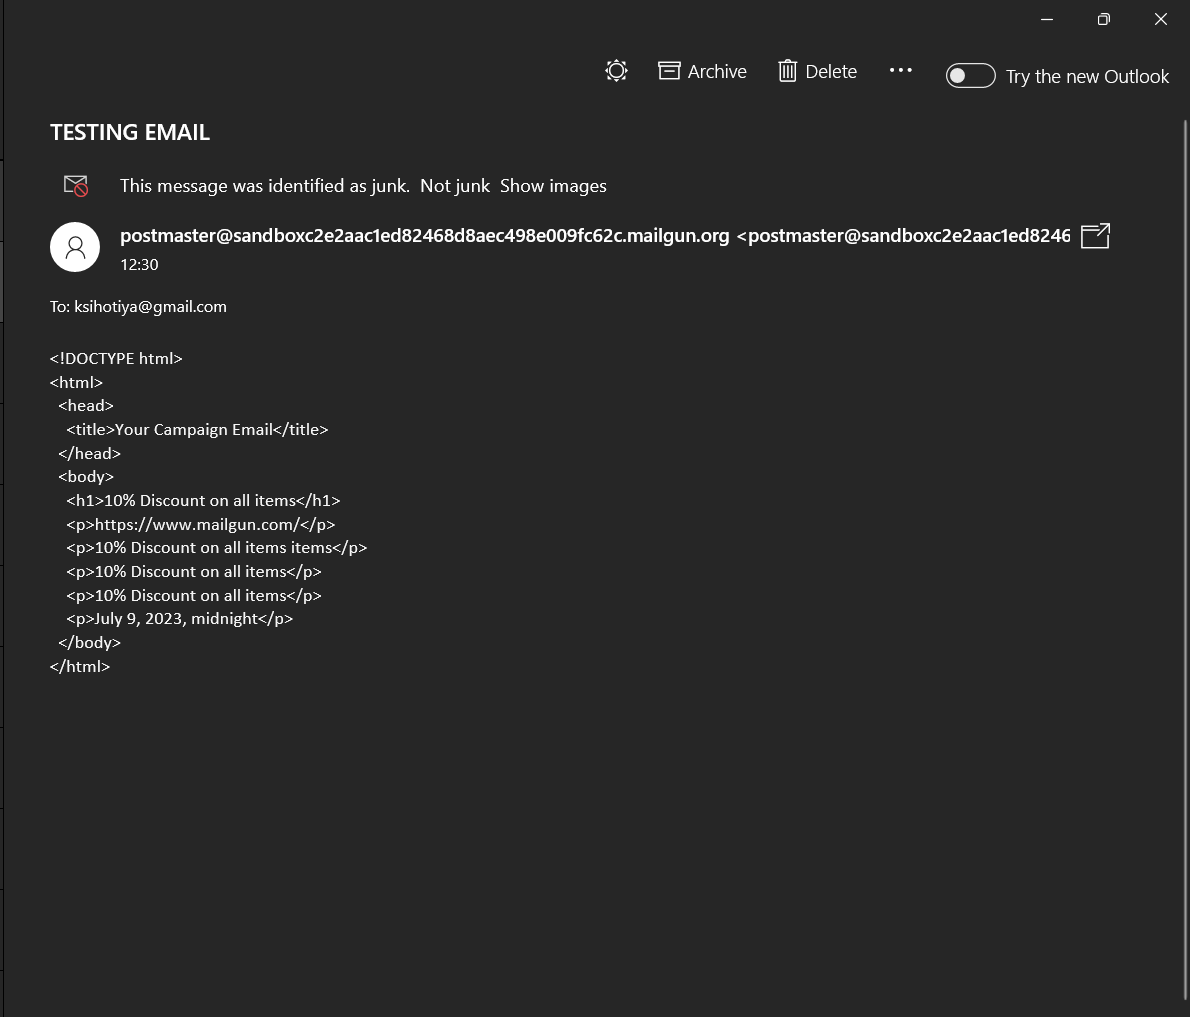 Archive Delete Try the new Outlook
TESTING EMAIL
This message was identified as junk. Not junk Show images
postmaster@sandboxc2e2aac1ed82468d8aec498e009fc62c.mailgun.org <postmaster@sandboxc2e2aac1ed8246
12:30
To: ksihotiya@gmail.com
<!DOCTYPE html>
<html>
<head>
<title>Your Campaign Email</title>
</head>
<body>
<h1>10% Discount on all items</h1>
<p>https://www.mailgun.com/</p>
<p>10% Discount on all items items</p>
<p>10% Discount on all items</p>
<p>10% Discount on all items</p>
<p>July 9, 2023, midnight</p>
</body>
</html>